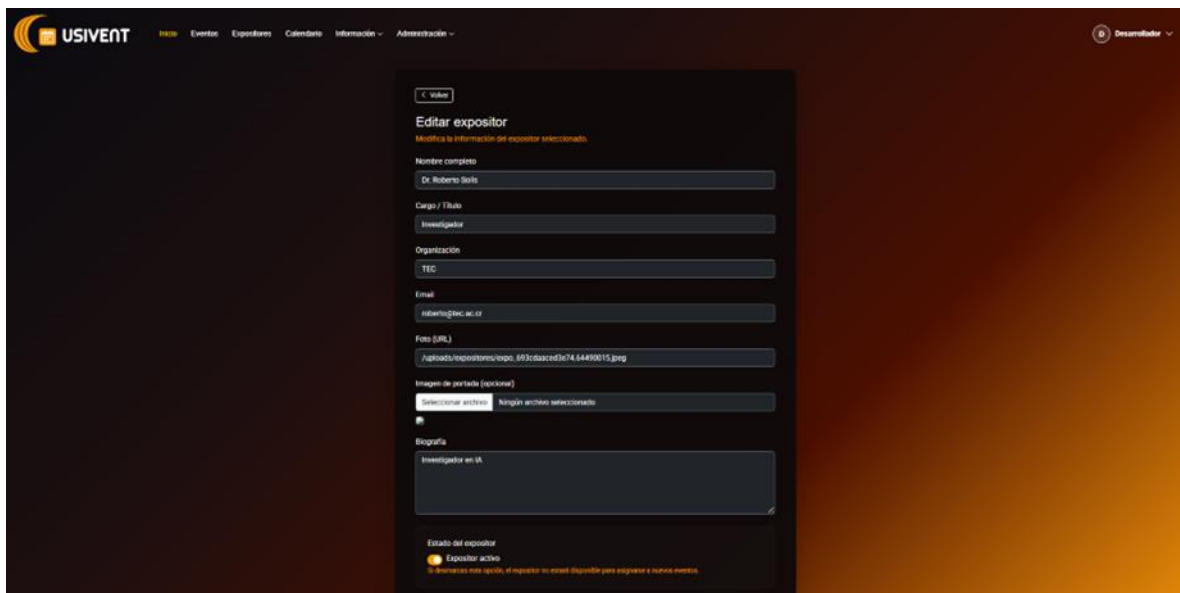 USIVENT
Inicio Eventos Expositores Calendario Información Administración
D Desarrollador
< Volver
Editar expositor
Modifica la información del expositor seleccionado.
Nombre completo
Dr. Roberto Solis
Cargo / Título
Investigador
Organización
TEC
Email
roberto@tec.ac.cr
Foto (URL)
/uploads/expositores/expo_693cdaaced3e74.64490015.jpeg
Imagen de portada (opcional)
Seleccionar archivo Ningún archivo seleccionado
Biografía
Investigador en IA
Estado del expositor
Expositor activo
Si desmarcas esta opción, el expositor no estará disponible para asignarse a nuevos eventos.